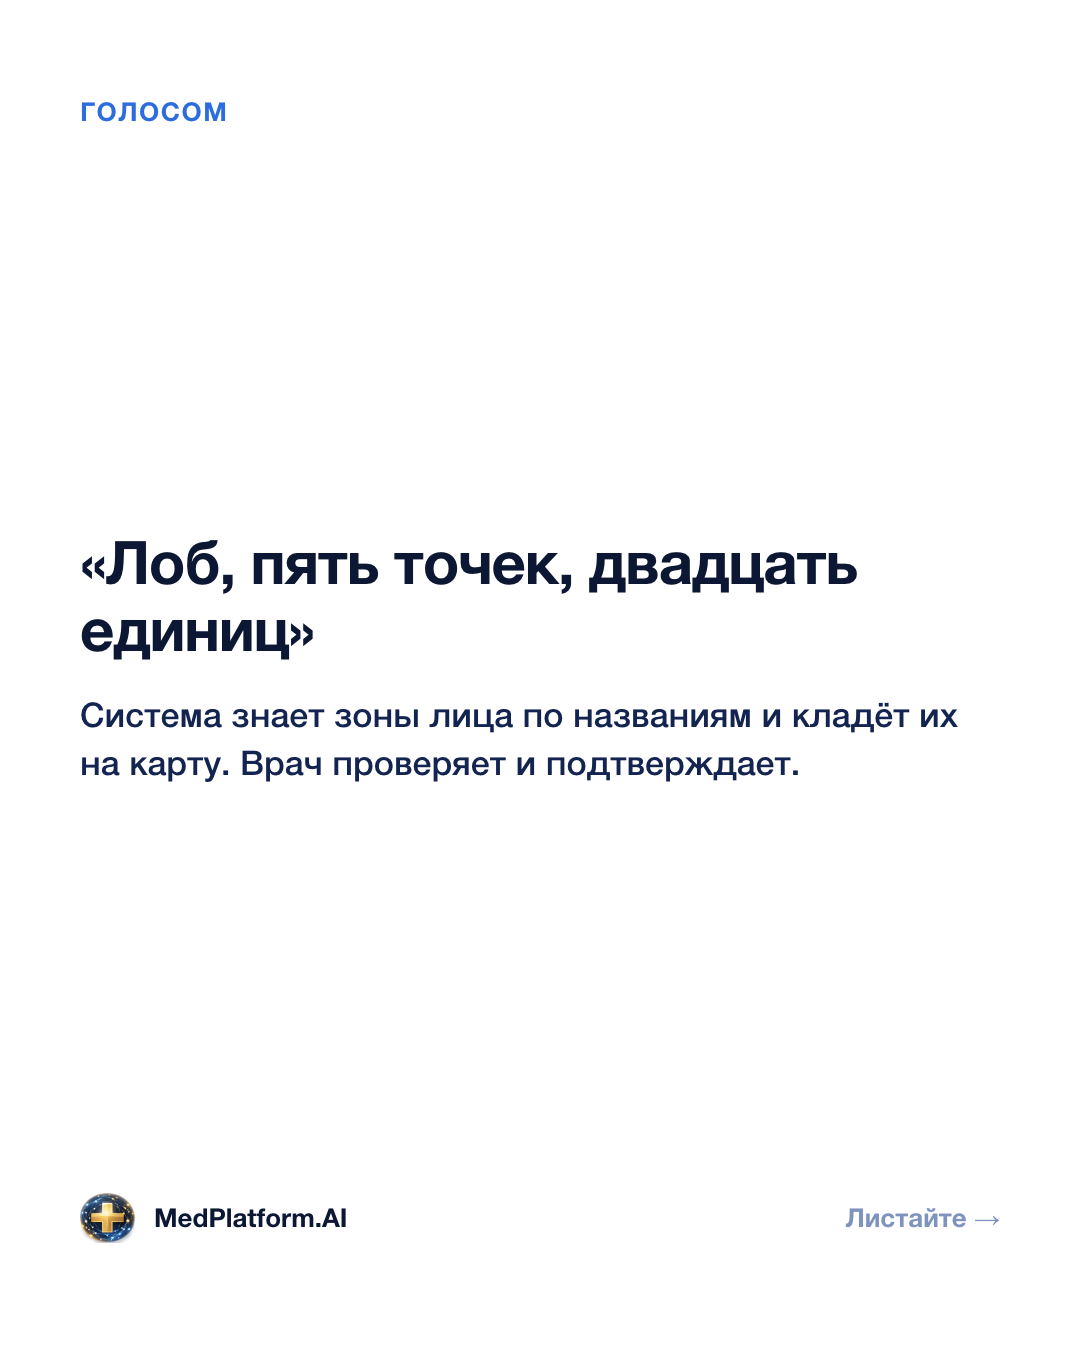 ГОЛОСОМ
«Лоб, пять точек, двадцать
единиц»
Система знает зоны лица по названиям и кладёт их
на карту. Врач проверяет и подтверждает.
MedPlatform.AI
Листайте →